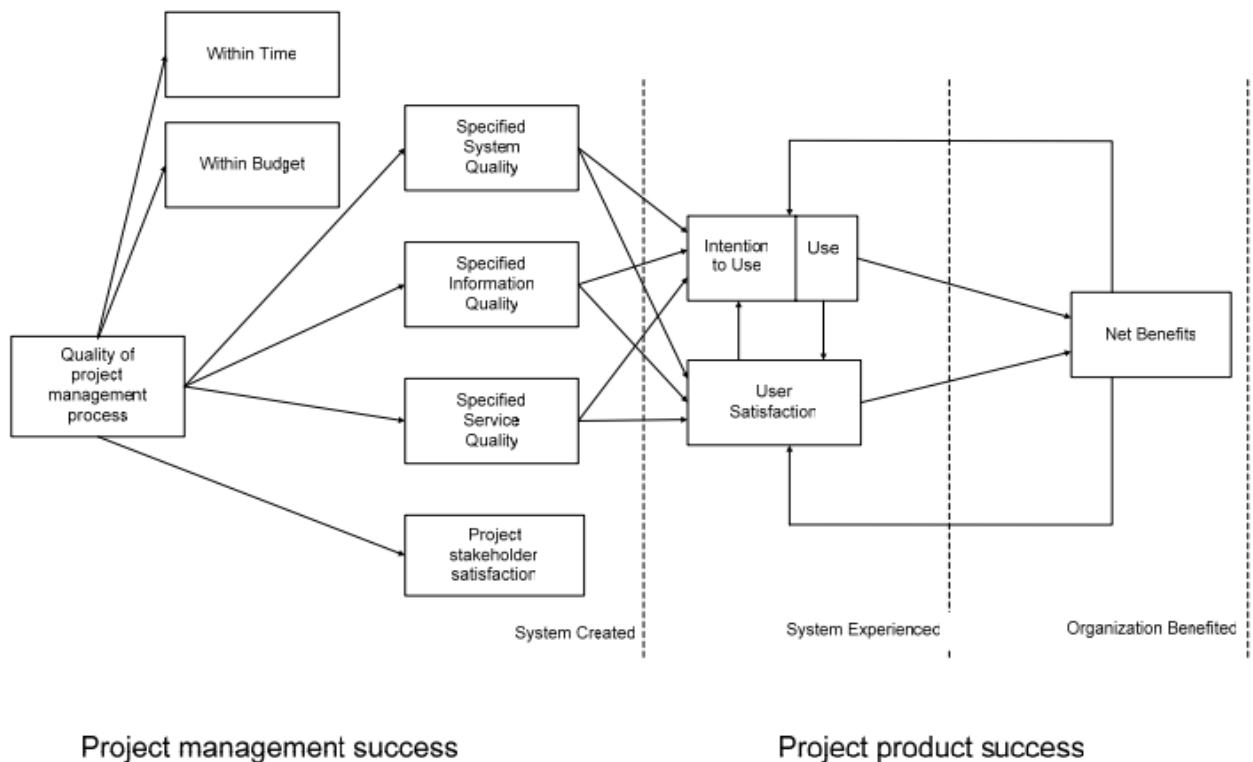 Within Time
Within Budget
Quality of
project
management
process
Specified
System
Quality
Specified
Information
Quality
Specified
Service
Quality
Project
stakeholder
satisfaction
System Created
Intention
to Use
Use
User
Satisfaction
System Experienced
Net Benefits
Organization Benefited
Project management success
Project product success